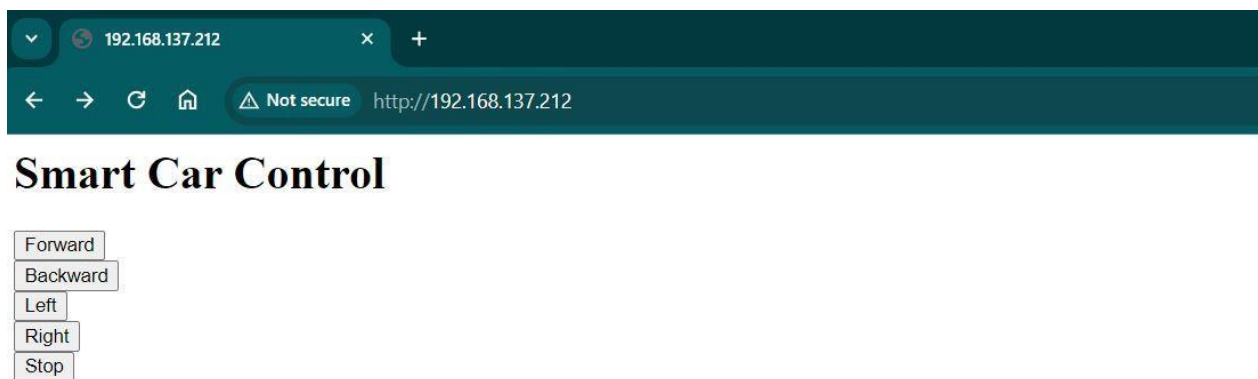 192.168.137.212
Not secure http://192.168.137.212
Smart Car Control
Forward
Backward
Left
Right
Stop